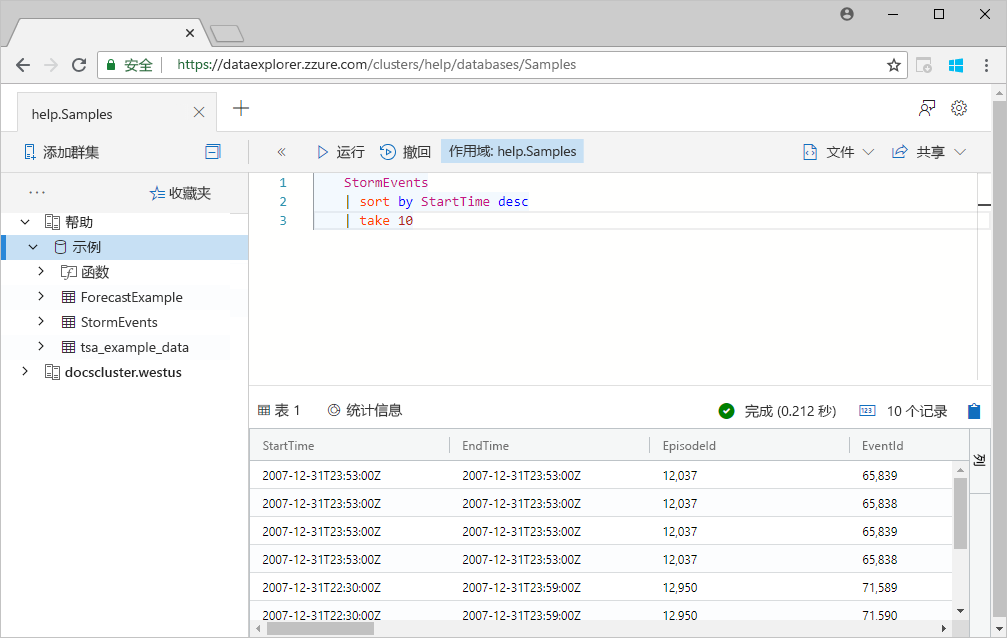 安全
https://dataexplorer.zzure.com/clusters/help/databases/Samples
help.Samples
添加群集
运行
撤回
作用域: help.Samples
文件
共享
收藏夹
帮助
示例
函数
ForecastExample
StormEvents
tsa_example_data
docscluster.westus
1 StormEvents
2 | sort by StartTime desc
3 | take 10
表 1
统计信息
完成 (0.212 秒)
123
10 个记录
StartTime EndTime EpisodeId EventId
2007-12-31T23:53:00Z 2007-12-31T23:53:00Z 12,037 65,839
2007-12-31T23:53:00Z 2007-12-31T23:53:00Z 12,037 65,838
2007-12-31T23:53:00Z 2007-12-31T23:53:00Z 12,037 65,839
2007-12-31T23:53:00Z 2007-12-31T23:53:00Z 12,037 65,838
2007-12-31T22:30:00Z 2007-12-31T23:59:00Z 12,950 71,589
2007-12-31T22:30:00Z 2007-12-31T23:59:00Z 12,950 71,590
列